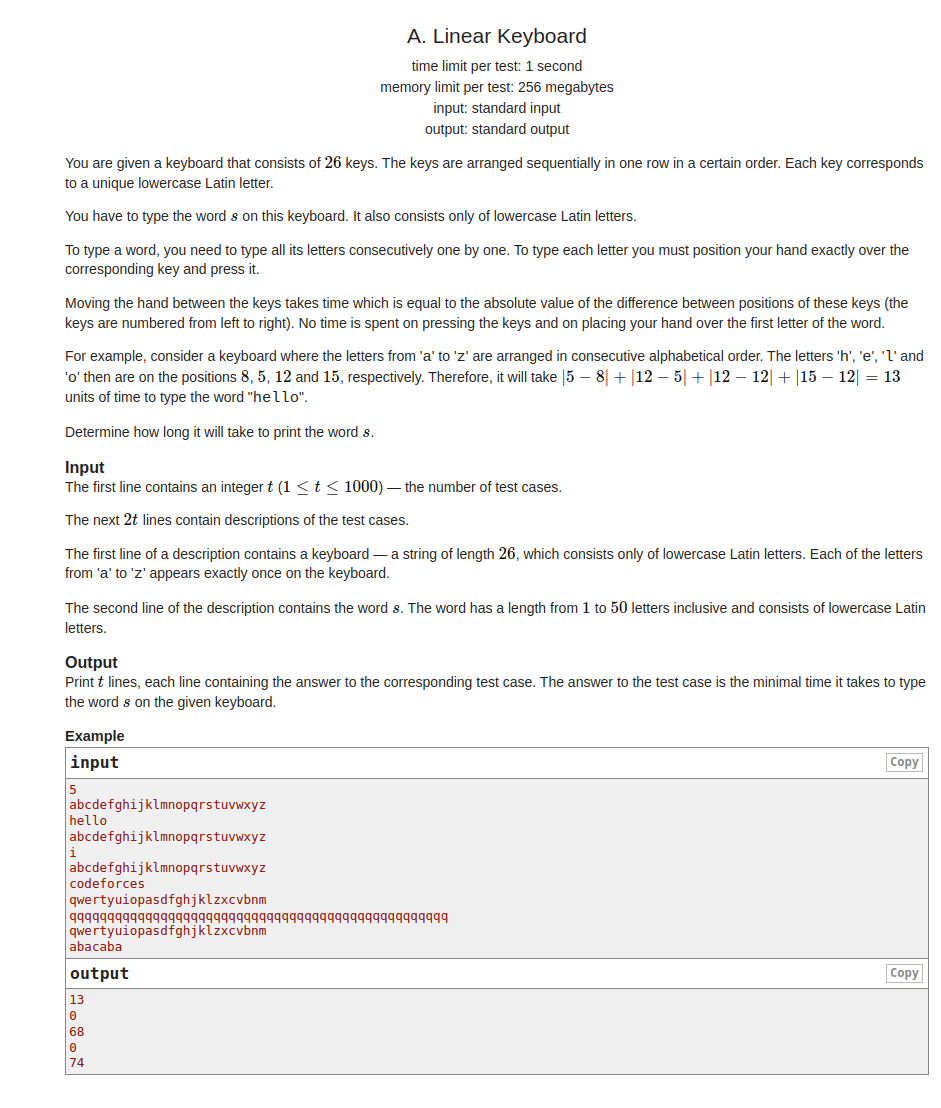 A. Linear Keyboard
time limit per test: 1 second
memory limit per test: 256 megabytes
input: standard input
output: standard output
You are given a keyboard that consists of 26 keys. The keys are arranged sequentially in one row in a certain order. Each key corresponds
to a unique lowercase Latin letter.
You have to type the word s on this keyboard. It also consists only of lowercase Latin letters.
To type a word, you need to type all its letters consecutively one by one. To type each letter you must position your hand exactly over the
corresponding key and press it.
Moving the hand between the keys takes time which is equal to the absolute value of the difference between positions of these keys (the
keys are numbered from left to right). No time is spent on pressing the keys and on placing your hand over the first letter of the word.
For example, consider a keyboard where the letters from 'a' to 'z' are arranged in consecutive alphabetical order. The letters 'h', 'e', 'l' and
'o' then are on the positions 8, 5, 12 and 15, respectively. Therefore, it will take |5 − 8| + |12 − 5| + |12 − 12| + |15 − 12| = 13
units of time to type the word "hello".
Determine how long it will take to print the word s.
Input
The first line contains an integer t (1 ≤ t ≤ 1000) — the number of test cases.
The next 2t lines contain descriptions of the test cases.
The first line of a description contains a keyboard — a string of length 26, which consists only of lowercase Latin letters. Each of the letters
from 'a' to 'z' appears exactly once on the keyboard.
The second line of the description contains the word s. The word has a length from 1 to 50 letters inclusive and consists of lowercase Latin
letters.
Output
Print t lines, each line containing the answer to the corresponding test case. The answer to the test case is the minimal time it takes to type
the word s on the given keyboard.
Example
input Copy
5
abcdefghijklmnopqrstuvwxyz
hello
abcdefghijklmnopqrstuvwxyz
i
abcdefghijklmnopqrstuvwxyz
codeforces
qwertyuiopasdfghjklzxcvbnm
qqqqqqqqqqqqqqqqqqqqqqqqqqqqqqqqqqqqqqqqqqqqqqqqqq
qwertyuiopasdfghjklzxcvbnm
abacaba
output Copy
13
0
68
0
74